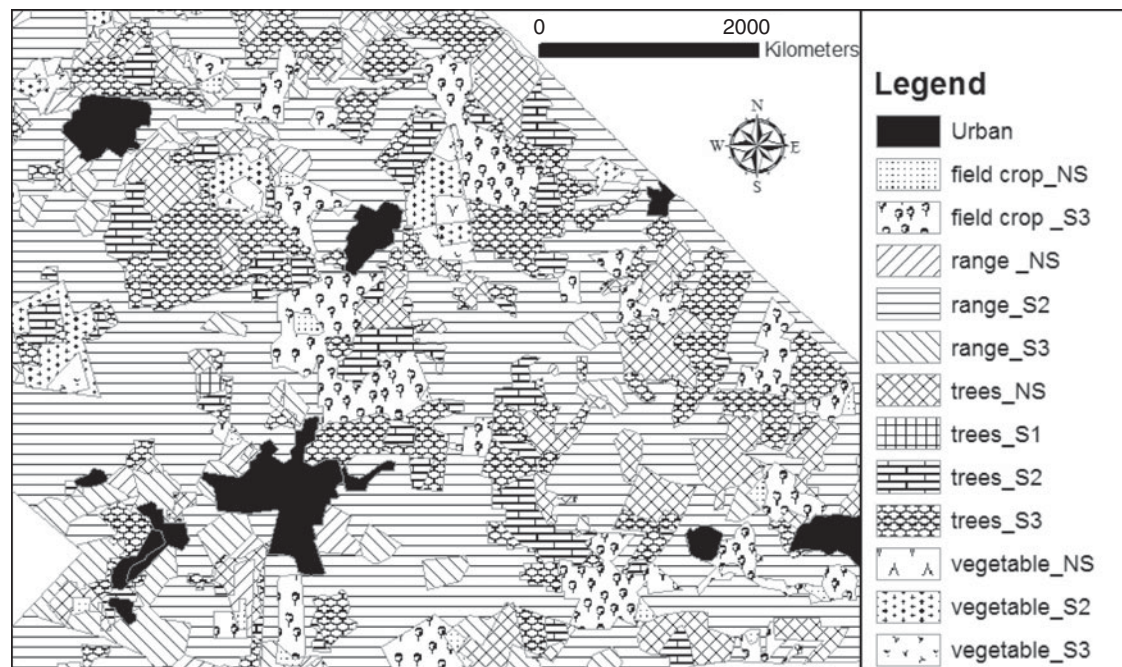 0 2000
Kilometers
N
W E
S
Legend
Urban
field crop_NS
field crop _S3
range _NS
range_S2
range_S3
trees_NS
trees_S1
trees_S2
trees_S3
vegetable_NS
vegetable_S2
vegetable_S3